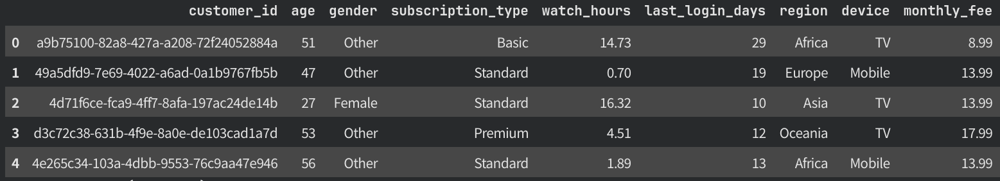 customer_id age gender subscription_type watch_hours last_login_days region device monthly_fee
0 a9b75100-82a8-427a-a208-72f24052884a 51 Other Basic 14.73 29 Africa TV 8.99
1 49a5dfd9-7e69-4022-a6ad-0a1b9767fb5b 47 Other Standard 0.70 19 Europe Mobile 13.99
2 4d71f6ce-fca9-4ff7-8afa-197ac24de14b 27 Female Standard 16.32 10 Asia TV 13.99
3 d3c72c38-631b-4f9e-8a0e-de103cad1a7d 53 Other Premium 4.51 12 Oceania TV 17.99
4 4e265c34-103a-4dbb-9553-76c9aa47e946 56 Other Standard 1.89 13 Africa Mobile 13.99